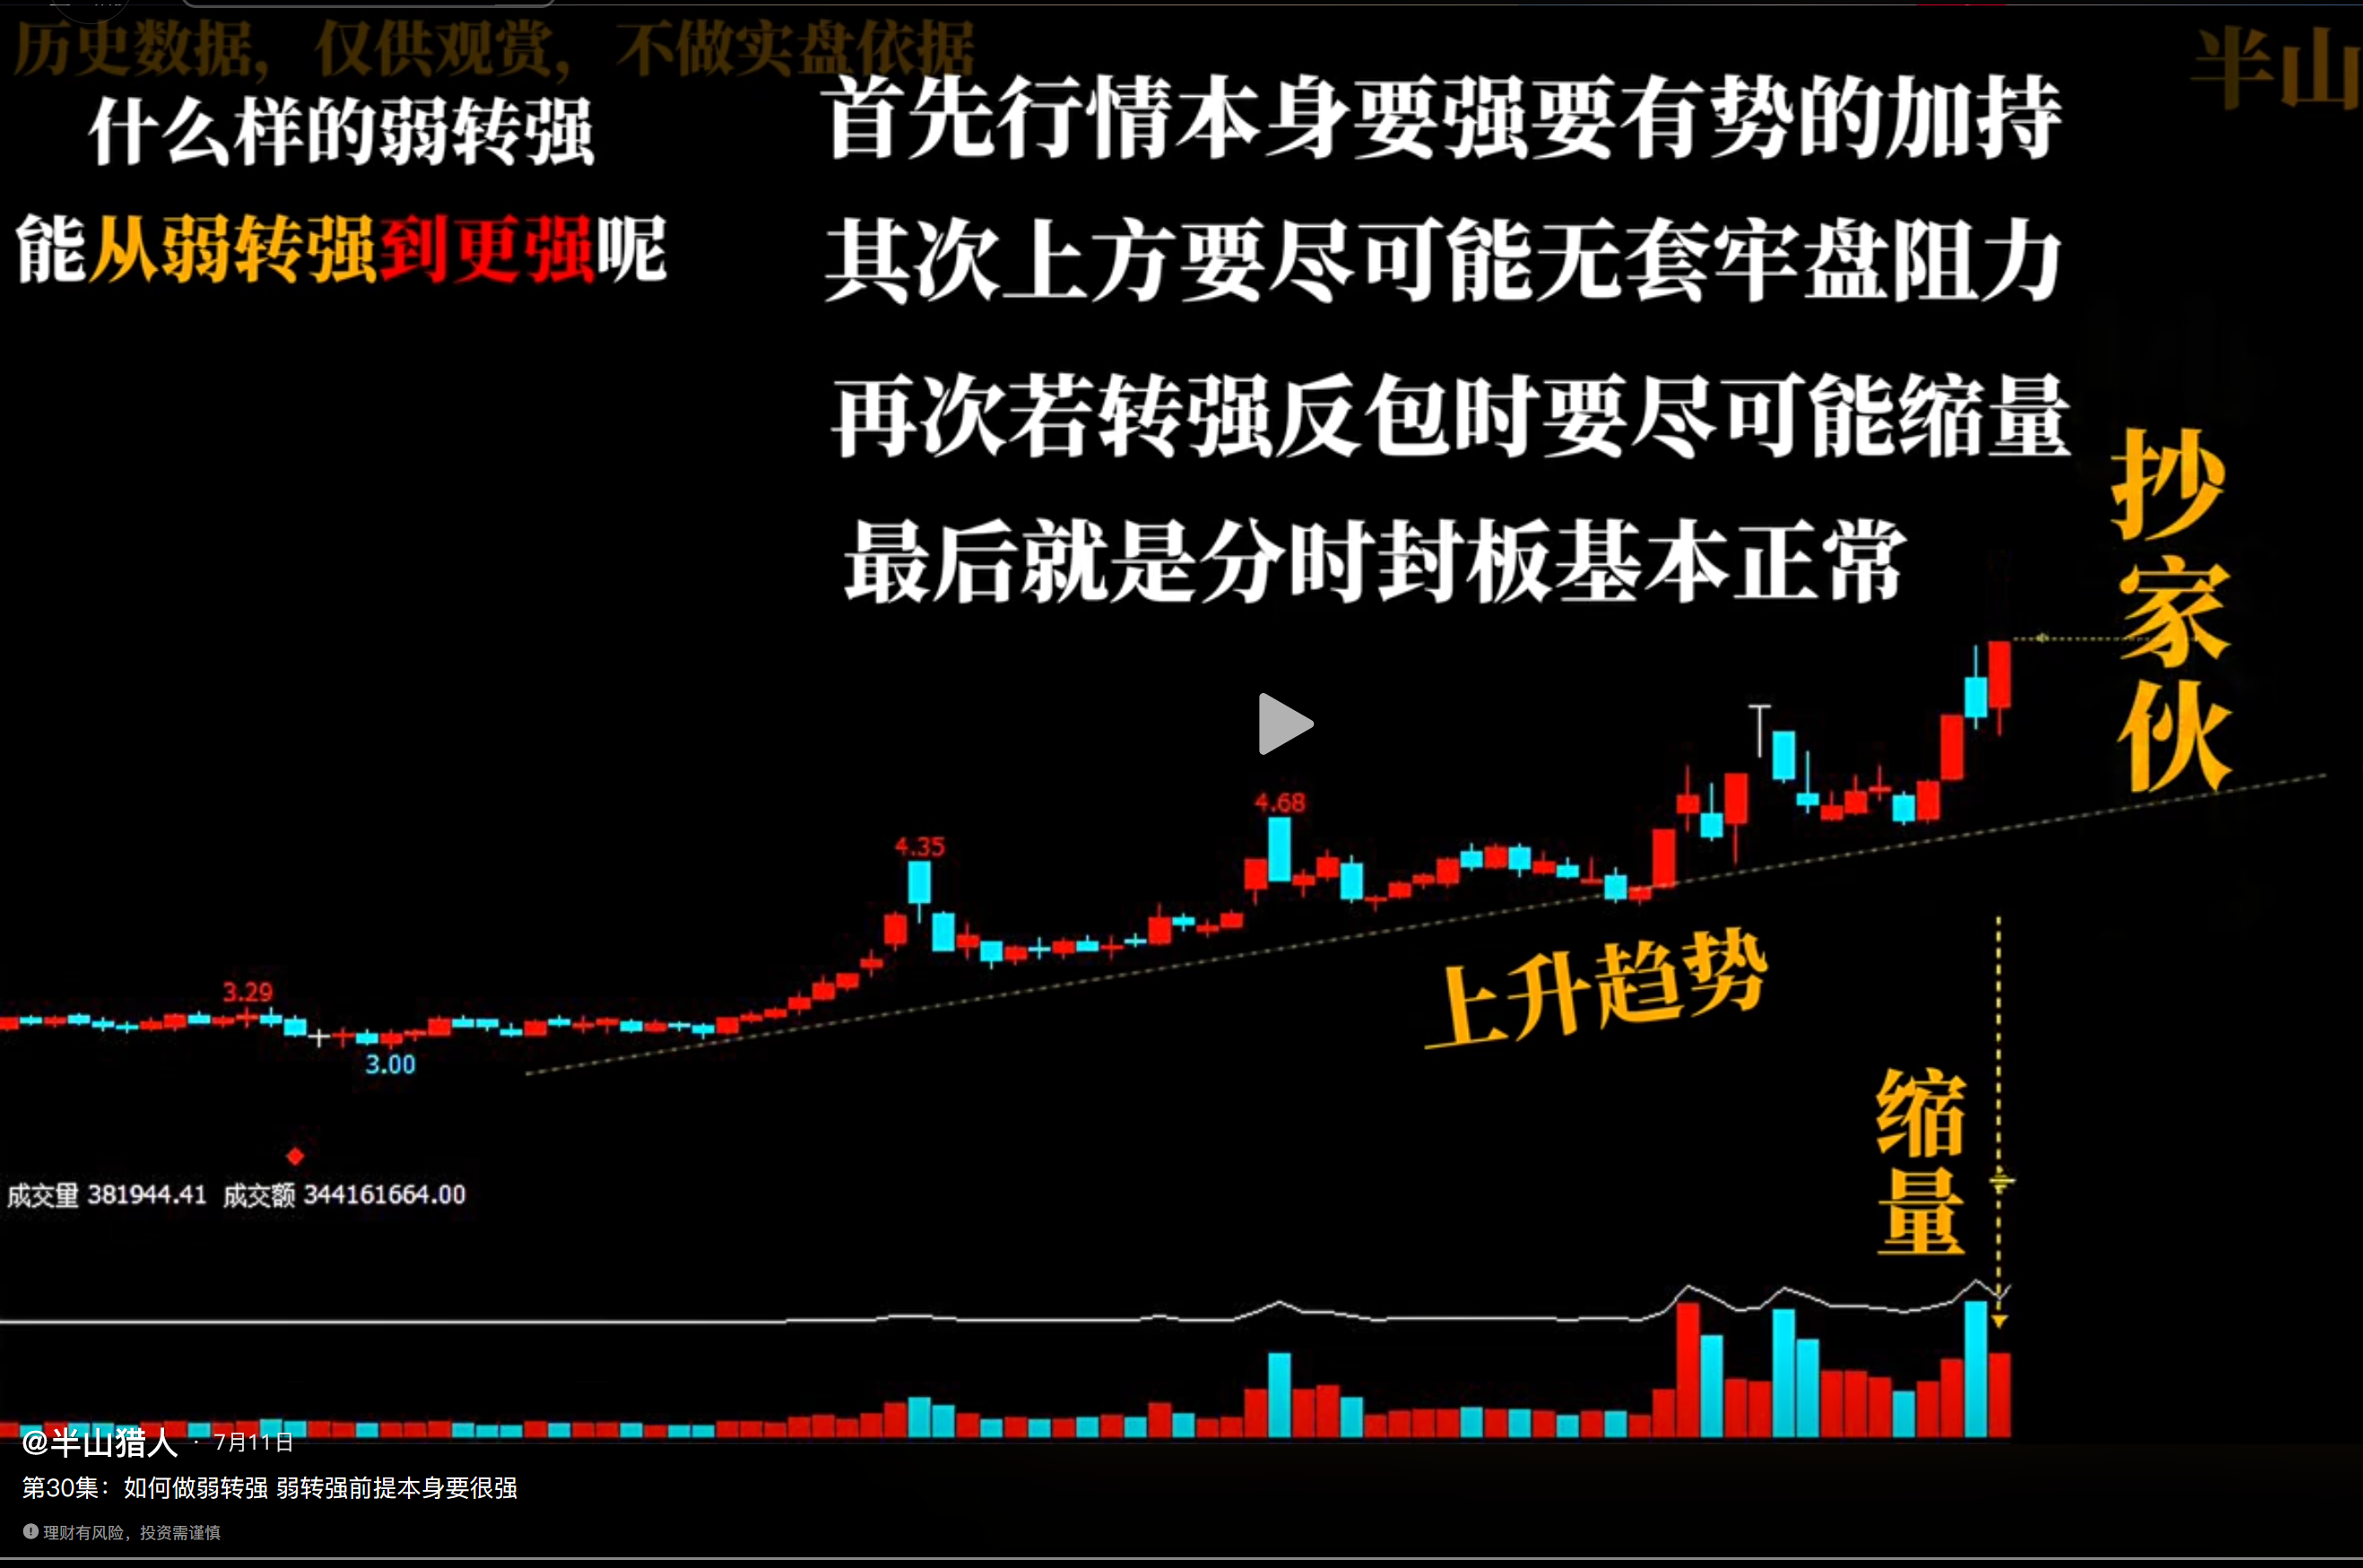 历史数据，仅供观赏，不做实盘依据
半山
什么样的弱转强
能从弱转强到更强呢
首先行情本身要强要有势的加持
其次上方要尽可能无套牢盘阻力
再次若转强反包时要尽可能缩量
最后就是分时封板基本正常
抄家伙
4.68
4.35
3.29
3.00
上升趋势
缩量
成交量 381944.41 成交额 344161664.00
@半山猎人 · 7月11日
第30集：如何做弱转强 弱转强前提本身要很强
理财有风险，投资需谨慎